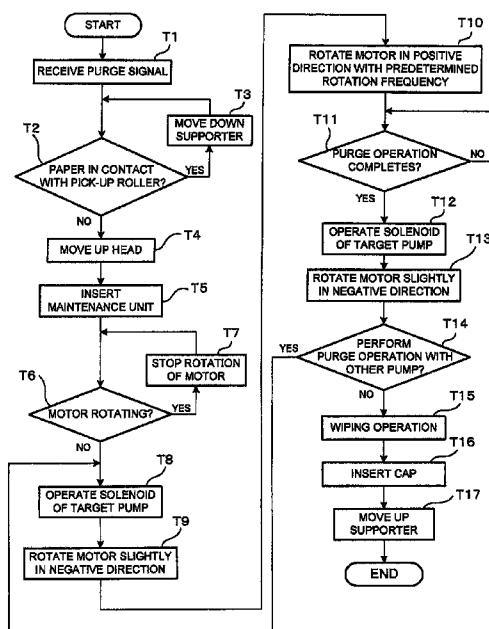 START
T1
RECEIVE PURGE SIGNAL
T3
MOVE DOWN
SUPPORTER
T2
PAPER IN CONTACT
WITH PICK-UP ROLLER?
YES
NO
T4
MOVE UP HEAD
T5
INSERT
MAINTENANCE UNIT
T7
STOP ROTATION
OF MOTOR
T6
MOTOR ROTATING?
YES
NO
T8
OPERATE SOLENOID
OF TARGET PUMP
T9
ROTATE MOTOR SLIGHTLY
IN NEGATIVE DIRECTION
T10
ROTATE MOTOR IN POSITIVE
DIRECTION WITH PREDETERMINED
ROTATION FREQUENCY
T11
PURGE OPERATION
COMPLETES?
NO
YES
T12
OPERATE SOLENOID
OF TARGET PUMP
T13
ROTATE MOTOR SLIGHTLY
IN NEGATIVE DIRECTION
T14
YES
PERFORM
PURGE OPERATION WITH
OTHER PUMP?
NO
T15
WIPING OPERATION
T16
INSERT CAP
T17
MOVE UP
SUPPORTER
END